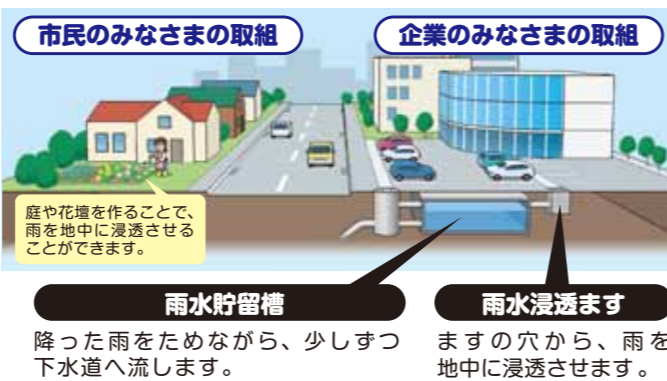 市民のみなさまの取組
企業のみなさまの取組
庭や花壇を作ることで、
雨を地中に浸透させる
ことができます。
雨水貯留槽
降った雨をためながら、少しずつ
下水道へ流します。
雨水浸透ます
ますの穴から、雨を
地中に浸透させます。